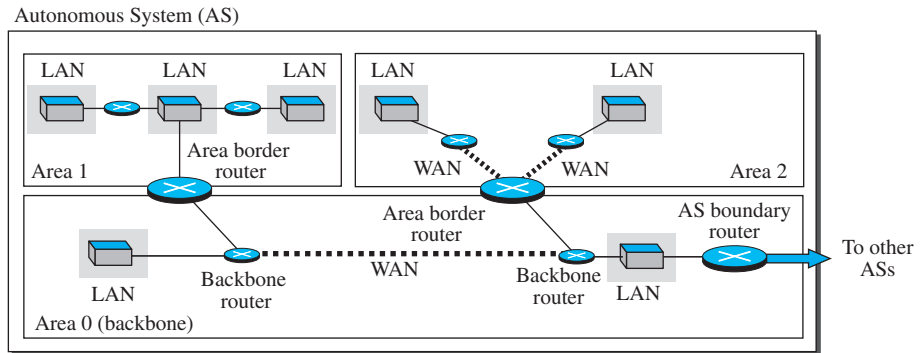 Autonomous System (AS)
LAN
LAN
LAN
LAN
LAN
WAN
WAN
Area 1
Area border
router
Area 2
Area border
router
AS boundary
router
To other
ASs
LAN
Backbone
router
WAN
Backbone
router
LAN
Area 0 (backbone)